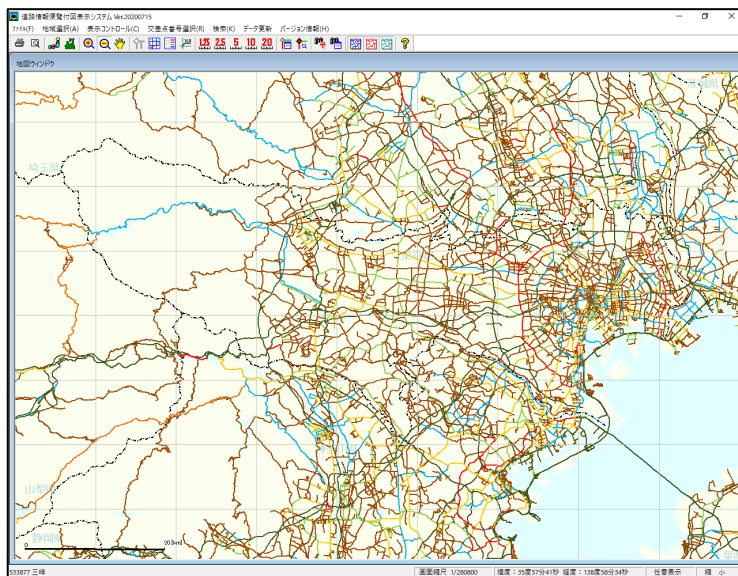 道路情報便覧付図表示システム Ver.20200715
ファイル(F) 地域選択(A) 表示コントロール(C) 交差点番号選択(R) 検索(K) データ更新 バージョン情報(H)
1.25 2.5 5 10 20 ?
地図ウィンドウ
茨城県
埼玉県
山梨県
静岡県
0 20.0(km)
533877 三峰 画面縮尺 1/280800 緯度：35度57分41秒 経度：138度58分34秒 任意表示 縮 小